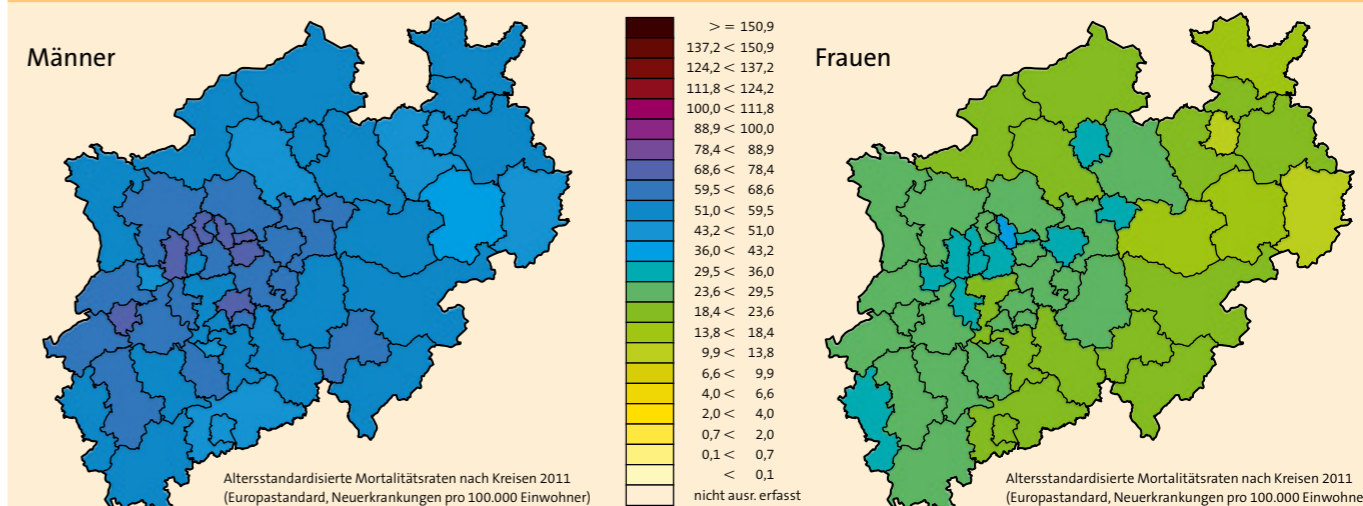 Männer
> = 150,9
137,2 < 150,9
124,2 < 137,2
111,8 < 124,2
100,0 < 111,8
88,9 < 100,0
78,4 < 88,9
68,6 < 78,4
59,5 < 68,6
51,0 < 59,5
43,2 < 51,0
36,0 < 43,2
29,5 < 36,0
23,6 < 29,5
18,4 < 23,6
13,8 < 18,4
9,9 < 13,8
6,6 < 9,9
4,0 < 6,6
2,0 < 4,0
0,7 < 2,0
0,1 < 0,7
< 0,1
nicht ausr. erfasst
Altersstandardisierte Mortalitätsraten nach Kreisen 2011
(Europastandard, Neuerkrankungen pro 100.000 Einwohner)
Frauen
Altersstandardisierte Mortalitätsraten nach Kreisen 2011
(Europastandard, Neuerkrankungen pro 100.000 Einwohne